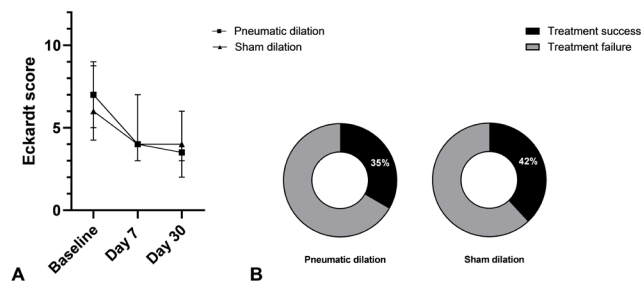 Pneumatic dilation
Sham dilation
Treatment success
Treatment failure
Eckardt score
10
5
0
Baseline
Day 7
Day 30
A
35%
Pneumatic dilation
42%
Sham dilation
B